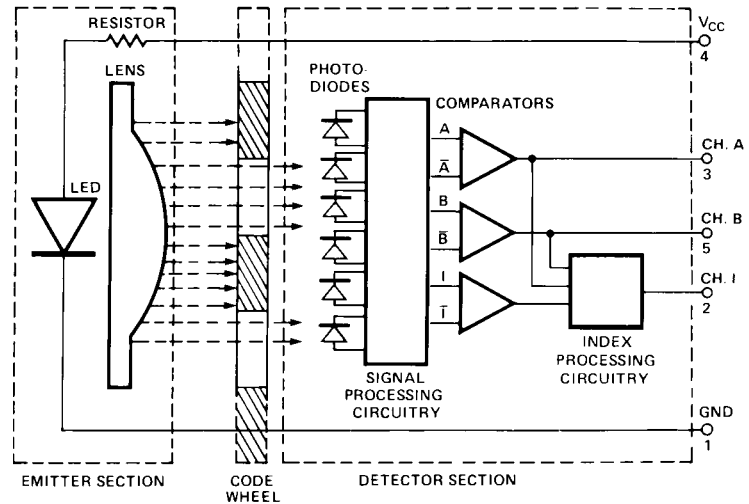 RESISTOR
LENS
LED
PHOTO-
DIODES
COMPARATORS
A
A̅
B
B̅
I
I̅
VCC
4
CH. A
3
CH. B
5
CH. I
2
GND
1
SIGNAL
PROCESSING
CIRCUITRY
INDEX
PROCESSING
CIRCUITRY
EMITTER SECTION
CODE
WHEEL
DETECTOR SECTION